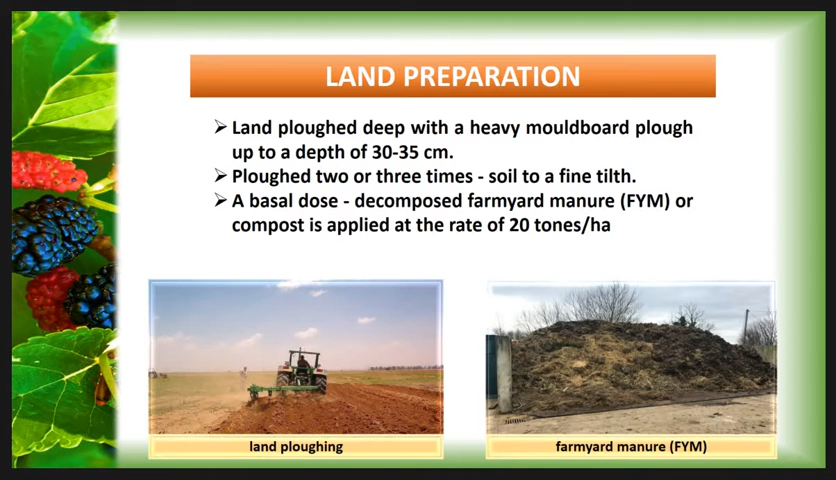 LAND PREPARATION
➢ Land ploughed deep with a heavy mouldboard plough
up to a depth of 30-35 cm.
➢ Ploughed two or three times - soil to a fine tilth.
➢ A basal dose - decomposed farmyard manure (FYM) or
compost is applied at the rate of 20 tones/ha
land ploughing
farmyard manure (FYM)